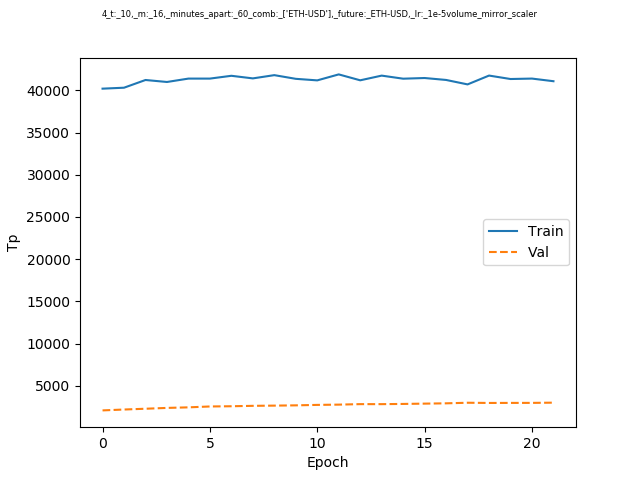 4_t:_10,_m:_16,_minutes_apart:_60_comb:_['ETH-USD'],_future:_ETH-USD,_lr:_1e-5volume_mirror_scaler
40000
35000
30000
25000
20000
15000
10000
5000
Tp
Train
Val
0 5 10 15 20
Epoch